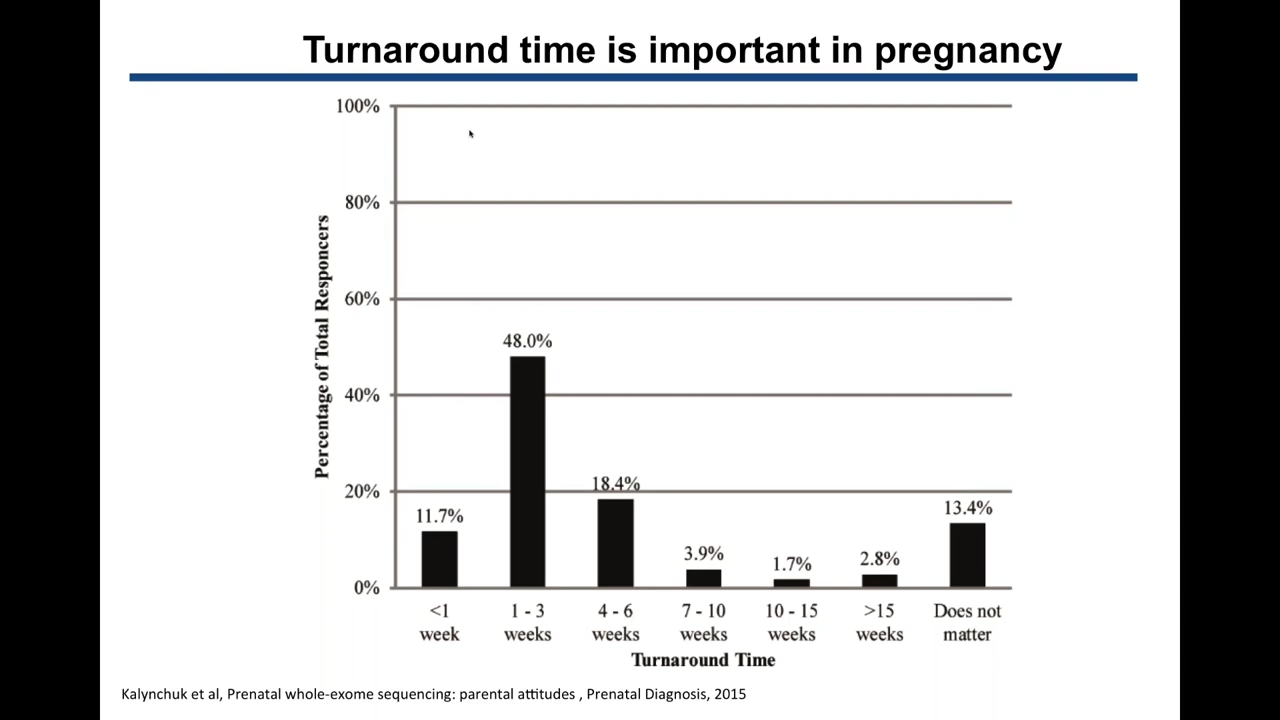 Turnaround time is important in pregnancy
100%
80%
60%
40%
20%
0%
Percentage of Total Responcers
11.7%
48.0%
18.4%
3.9%
1.7%
2.8%
13.4%
<1 week
1 - 3 weeks
4 - 6 weeks
7 - 10 weeks
10 - 15 weeks
>15 weeks
Does not matter
Turnaround Time
Kalynchuk et al, Prenatal whole-exome sequencing: parental attitudes , Prenatal Diagnosis, 2015